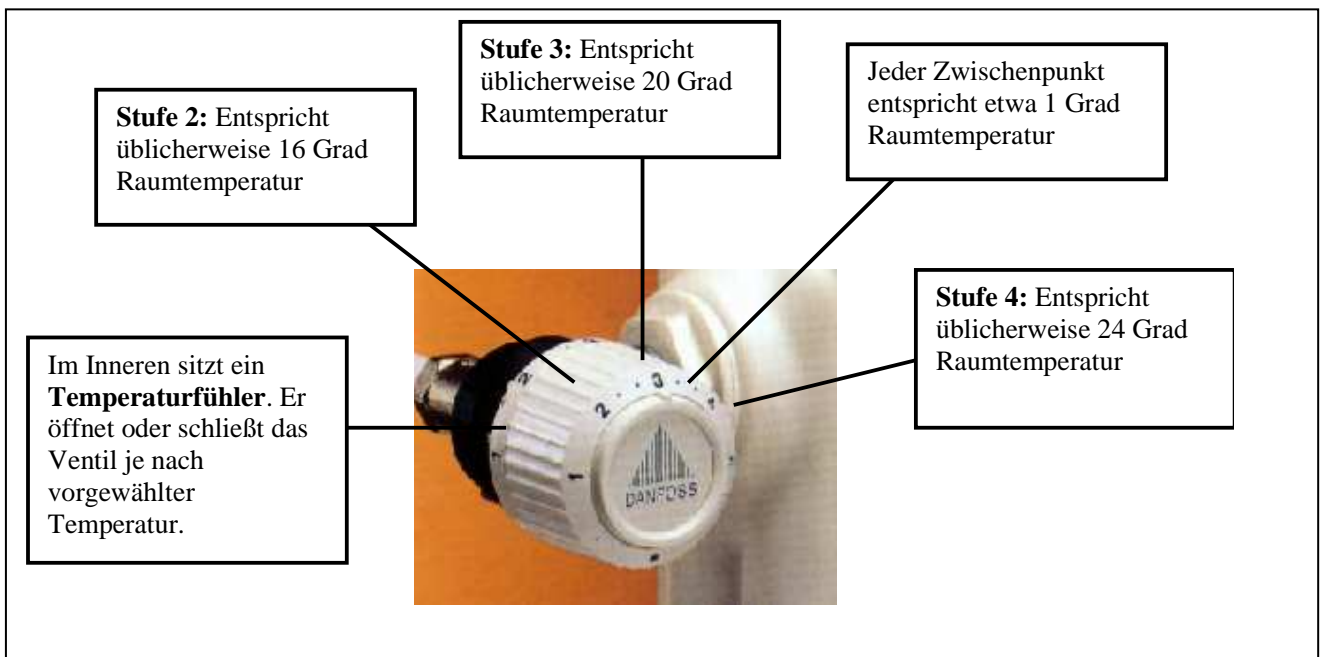 Stufe 3: Entspricht
üblicherweise 20 Grad
Raumtemperatur
Jeder Zwischenpunkt
entspricht etwa 1 Grad
Raumtemperatur
Stufe 2: Entspricht
üblicherweise 16 Grad
Raumtemperatur
Stufe 4: Entspricht
üblicherweise 24 Grad
Raumtemperatur
Im Inneren sitzt ein
Temperaturfühler. Er
öffnet oder schließt das
Ventil je nach
vorgewählter
Temperatur.
1
2
3
DANFOSS